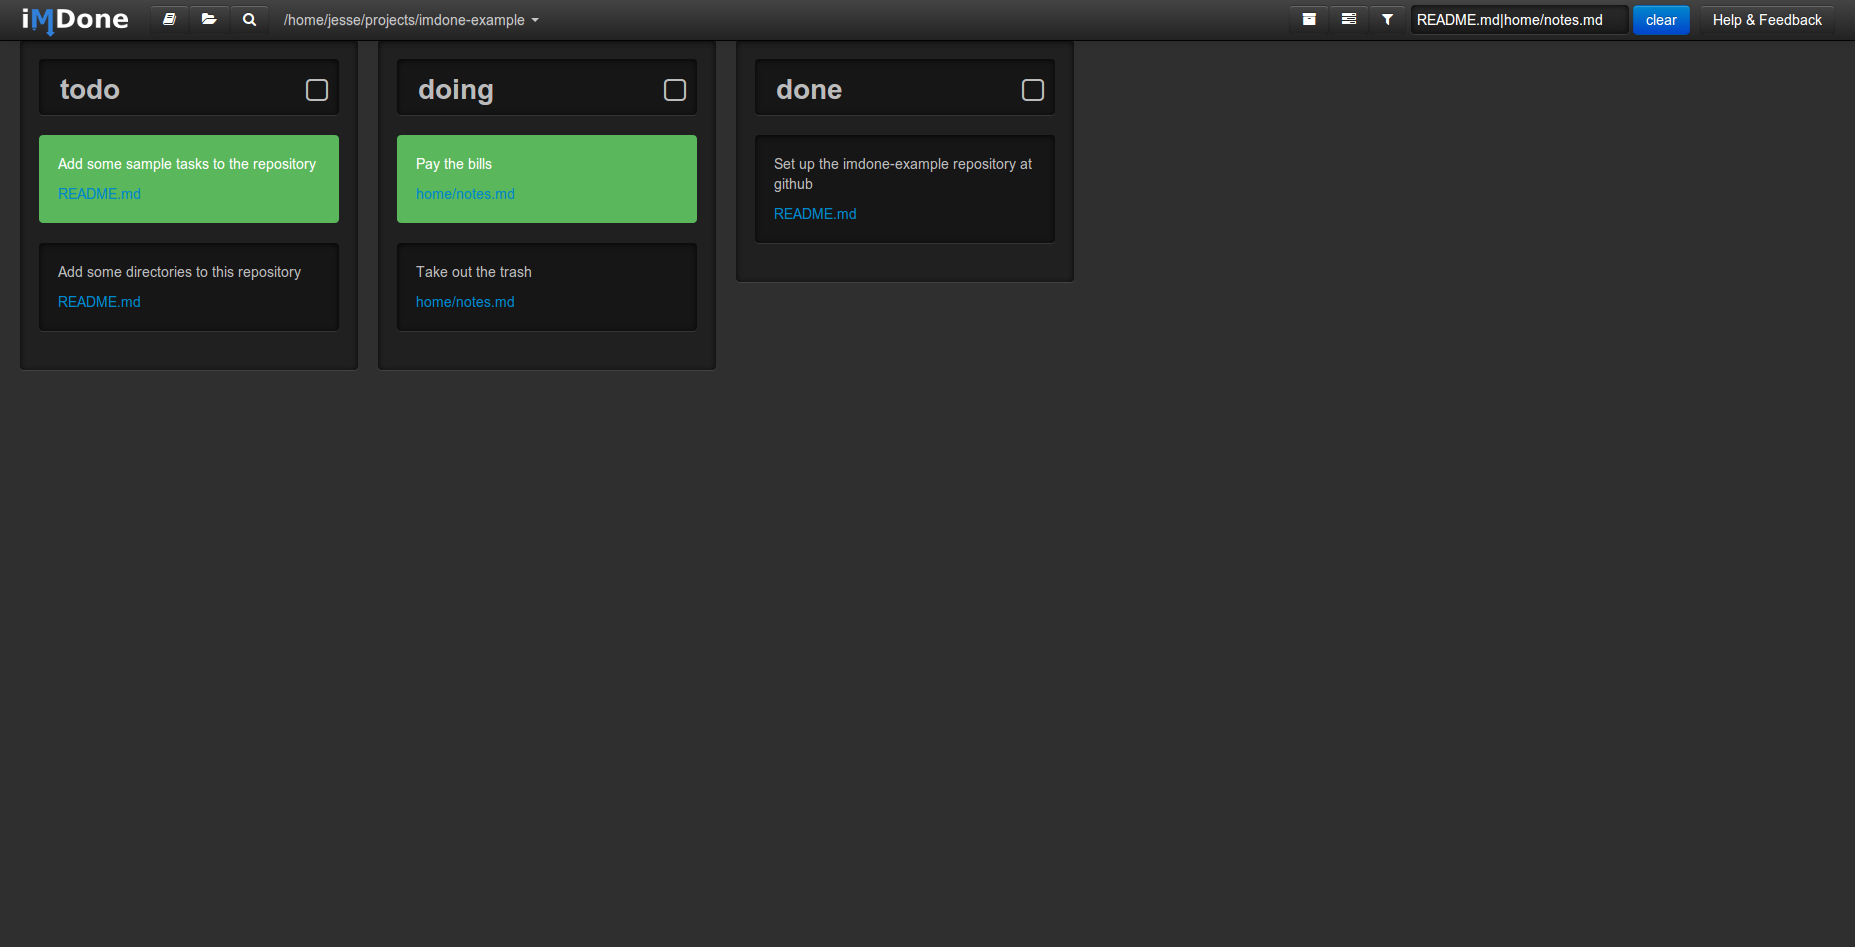 iMDone
/home/jesse/projects/imdone-example
README.md|home/notes.md
clear
Help & Feedback
todo
Add some sample tasks to the repository
README.md
Add some directories to this repository
README.md
doing
Pay the bills
home/notes.md
Take out the trash
home/notes.md
done
Set up the imdone-example repository at
github
README.md